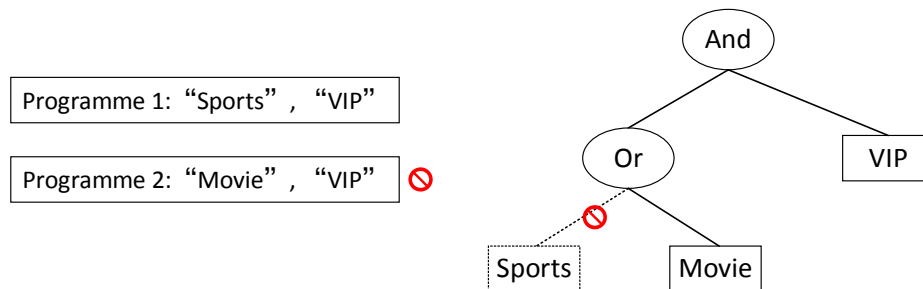 Programme 1: “Sports” , “VIP”
Programme 2: “Movie” , “VIP”
And
Or
VIP
Sports
Movie